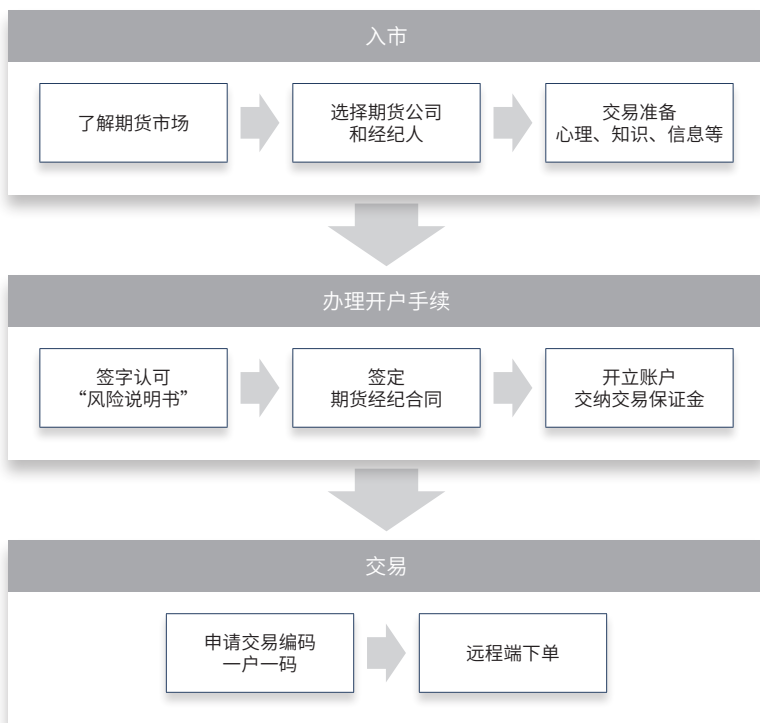 入市
了解期货市场
选择期货公司
和经纪人
交易准备
心理、知识、信息等
办理开户手续
签字认可
“风险说明书”
签定
期货经纪合同
开立账户
交纳交易保证金
交易
申请交易编码
一户一码
远程端下单